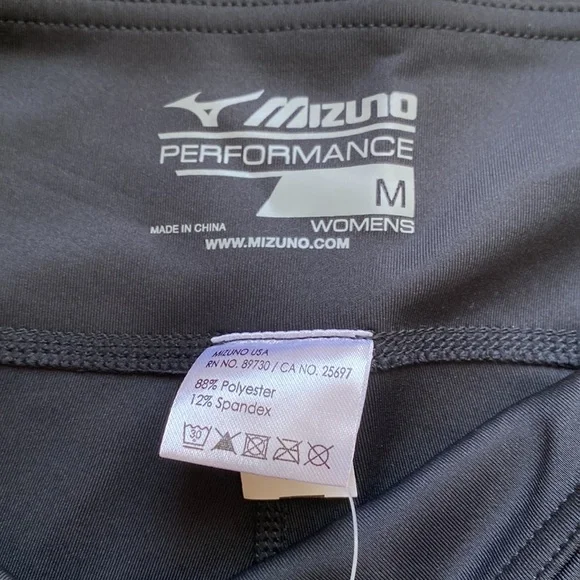 MIZUNO
PERFORMANCE
M
MADE IN CHINA
WOMENS
WWW.MIZUNO.COM
MIZUNO USA
RN NO. 89730 / CA NO. 25697
88% Polyester
12% Spandex
30